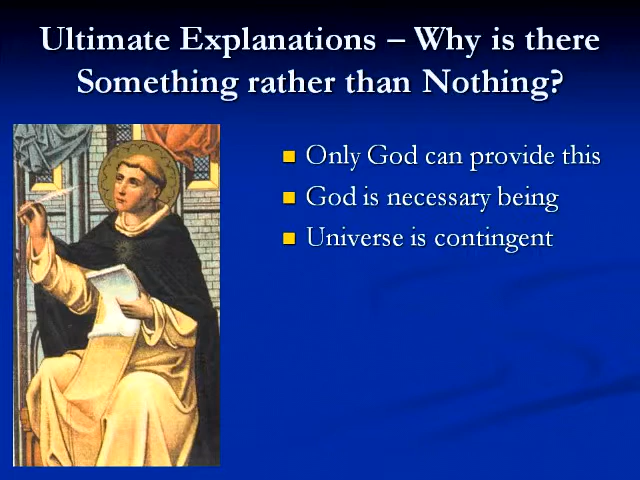 Ultimate Explanations – Why is there
Something rather than Nothing?
Only God can provide this
God is necessary being
Universe is contingent